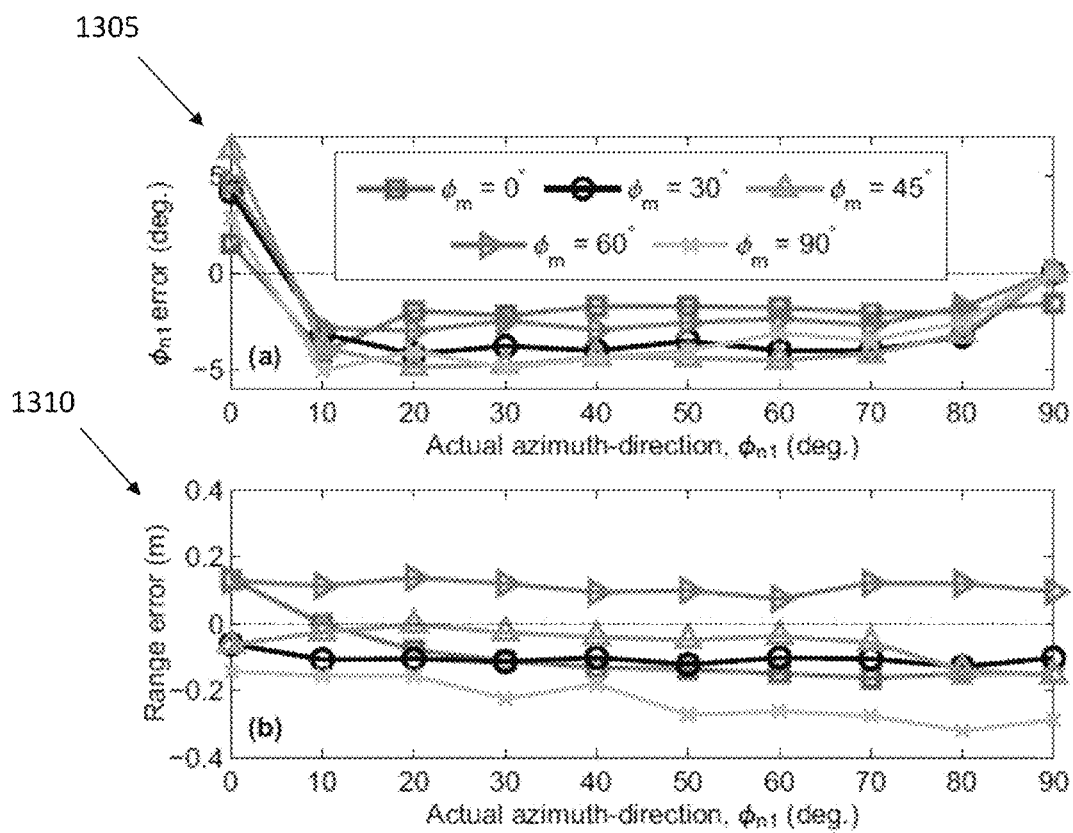 1305
5
0
−5
ϕm = 0° ϕm = 30° ϕm = 45°
ϕm = 60° ϕm = 90°
ϕn1 error (deg.)
(a)
0 10 20 30 40 50 60 70 80 90
Actual azimuth-direction, ϕn1 (deg.)
1310
0.4
0.2
0
−0.2
−0.4
Range error (m)
(b)
0 10 20 30 40 50 60 70 80 90
Actual azimuth-direction, ϕn1 (deg.)